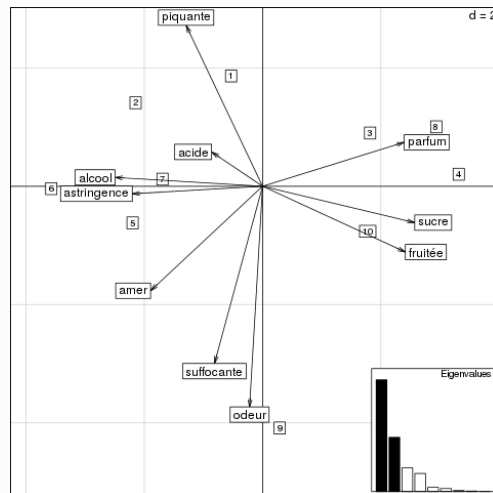 piquante
d = 2
1
2
8
3
parfum
acide
4
alcool
7
6
astringence
sucre
5
10
fruitée
amer
suffocante
Eigenvalues
odeur
9